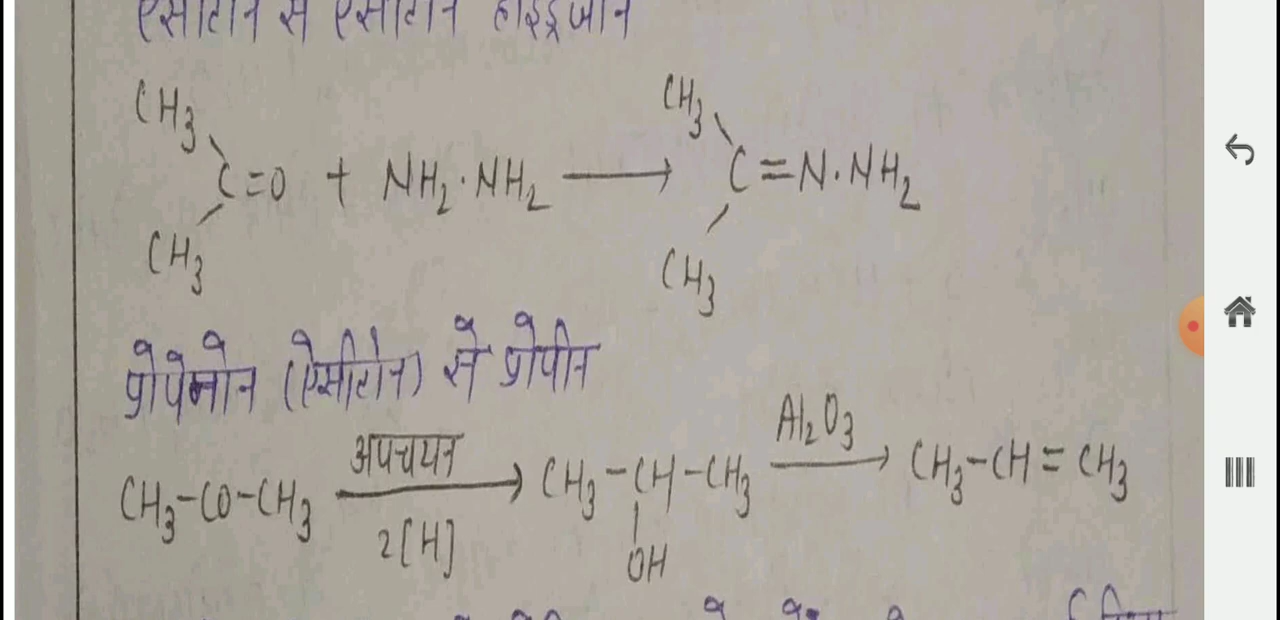 एसीटोन से एसीटोन हाइड्रजोन
CH₃ CH₃
C=O + NH₂·NH₂ ⟶ C=N·NH₂
CH₃ CH₃
प्रोपेनोन (ऐसीटोन) से प्रोपीन
अपचयन Al₂O₃
CH₃-CO-CH₃ ⟶ CH₃-CH-CH₃ ⟶ CH₃-CH=CH₃
2[H] OH